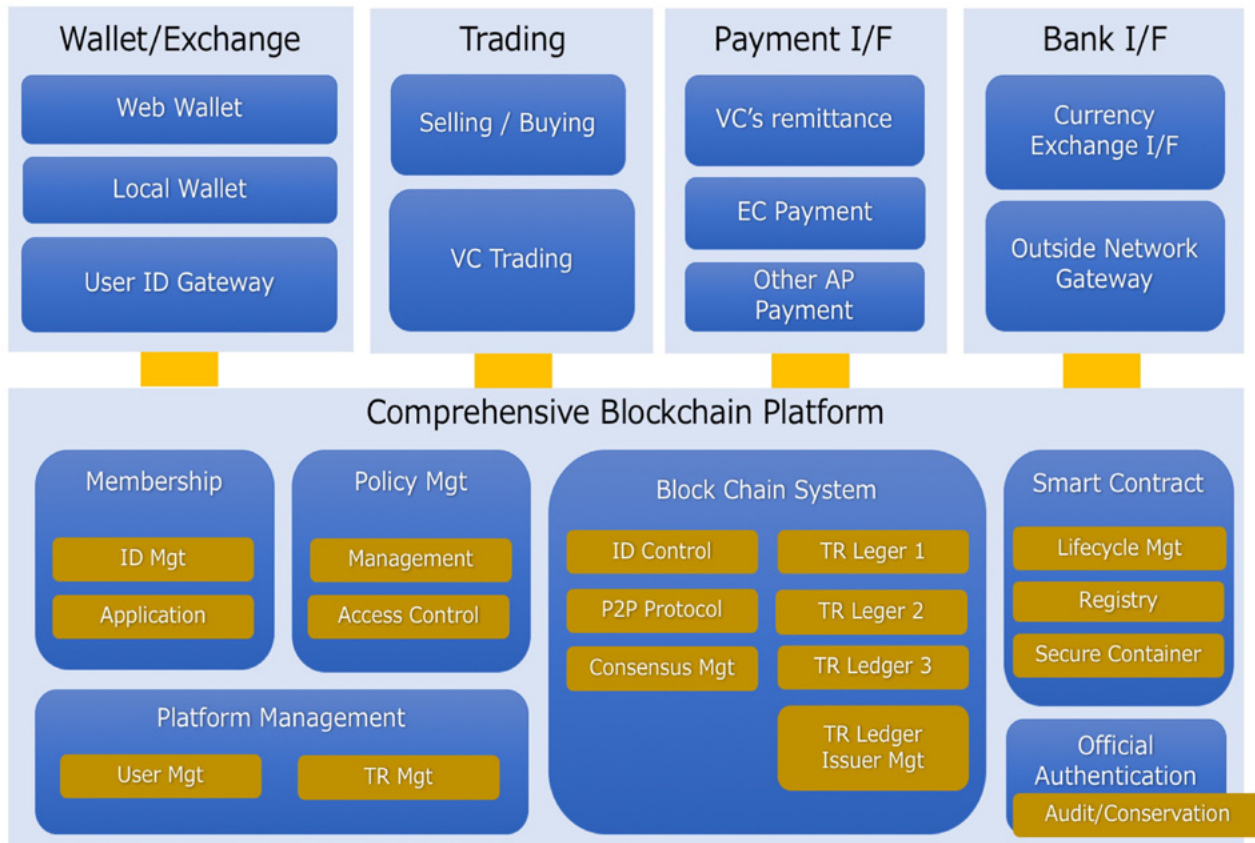 Wallet/Exchange
Web Wallet
Local Wallet
User ID Gateway
Trading
Selling / Buying
VC Trading
Payment I/F
VC's remittance
EC Payment
Other AP
Payment
Bank I/F
Currency
Exchange I/F
Outside Network
Gateway
Comprehensive Blockchain Platform
Membership
ID Mgt
Application
Policy Mgt
Management
Access Control
Platform Management
User Mgt
TR Mgt
Block Chain System
ID Control
P2P Protocol
Consensus Mgt
TR Leger 1
TR Leger 2
TR Ledger 3
TR Ledger
Issuer Mgt
Smart Contract
Lifecycle Mgt
Registry
Secure Container
Official
Authentication
Audit/Conservation